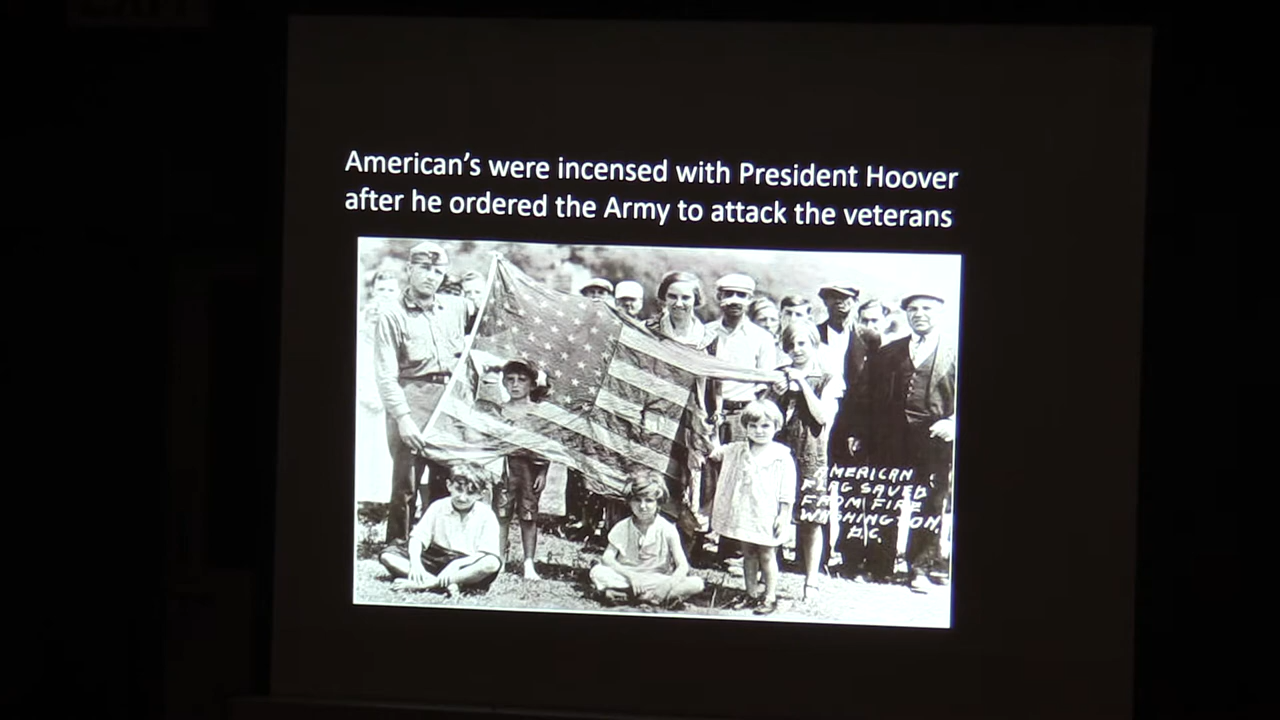 American's were incensed with President Hoover
after he ordered the Army to attack the veterans
AMERICAN
FLAG SAVED
FROM FIRE
WASHINGTON,
D.C.